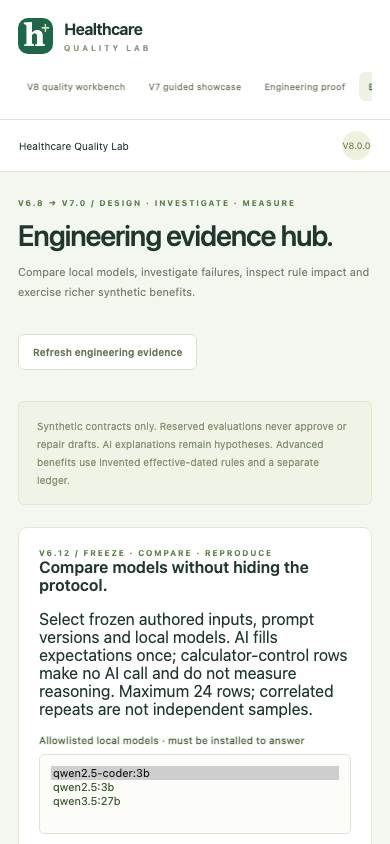 h+
Healthcare
QUALITY LAB
V8 quality workbench V7 guided showcase Engineering proof
Healthcare Quality Lab V8.0.0
V6.8 → V7.0 / DESIGN · INVESTIGATE · MEASURE
Engineering evidence hub.
Compare local models, investigate failures, inspect rule impact and
exercise richer synthetic benefits.
Refresh engineering evidence
Synthetic contracts only. Reserved evaluations never approve or
repair drafts. AI explanations remain hypotheses. Advanced
benefits use invented effective-dated rules and a separate
ledger.
V6.12 / FREEZE · COMPARE · REPRODUCE
Compare models without hiding the
protocol.
Select frozen authored inputs, prompt
versions and local models. AI fills
expectations once; calculator-control rows
make no AI call and do not measure
reasoning. Maximum 24 rows; correlated
repeats are not independent samples.
Allowlisted local models · must be installed to answer
qwen2.5-coder:3b
qwen2.5:3b
qwen3.5:27b